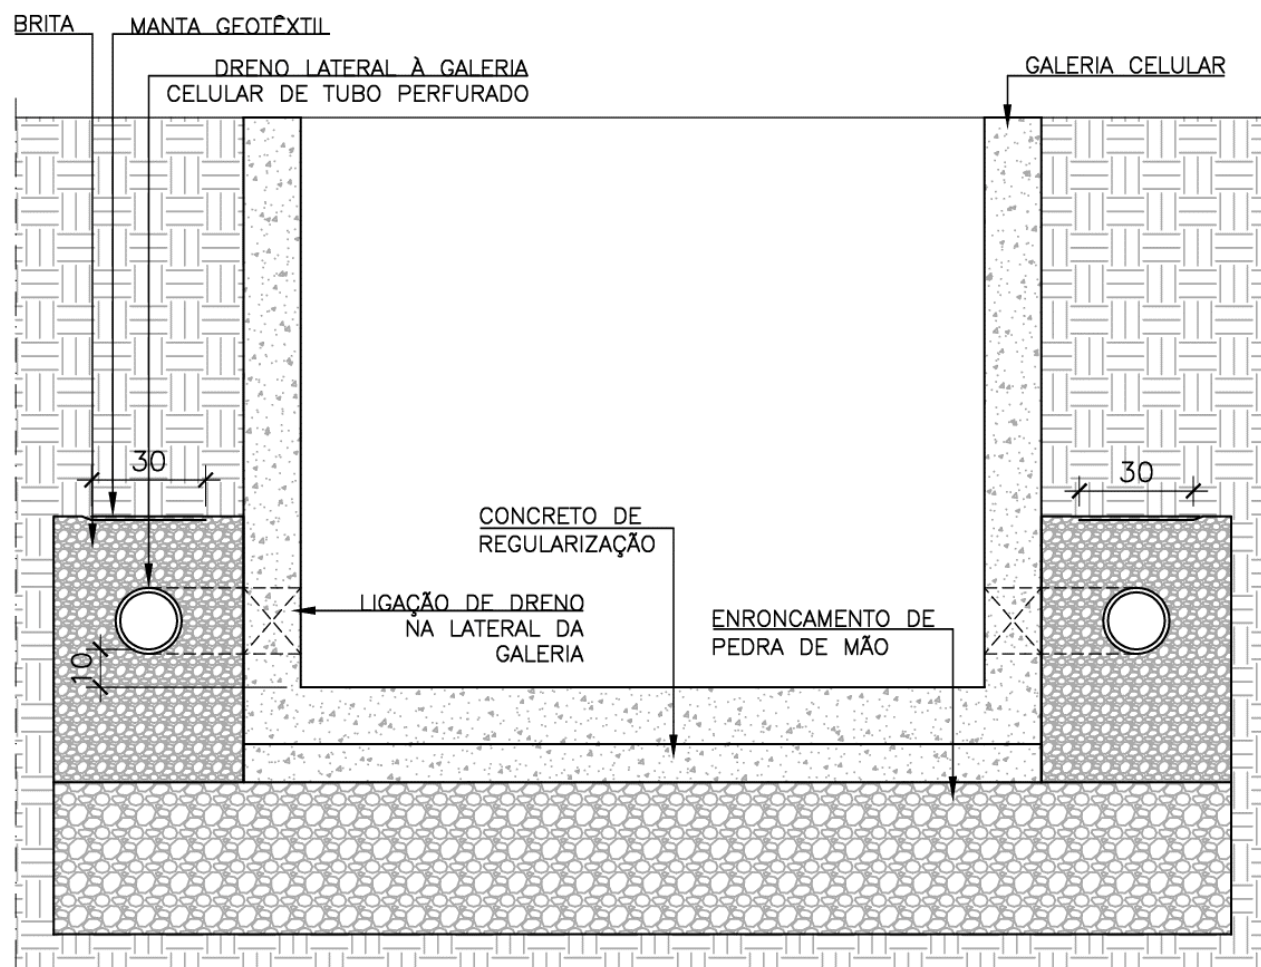 BRITA
MANTA GEOTÊXTIL
DRENO LATERAL À GALERIA
CELULAR DE TUBO PERFURADO
GALERIA CELULAR
30
30
CONCRETO DE
REGULARIZAÇÃO
LIGAÇÃO DE DRENO
NA LATERAL DA
GALERIA
ENRONCAMENTO DE
PEDRA DE MÃO
10